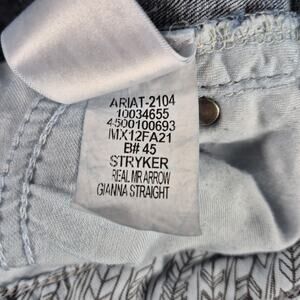 ARIAT-2104
10034655
4500100693
MX12FA21
B# 45
STRYKER
REAL MR ARROW
GIANNA STRAIGHT